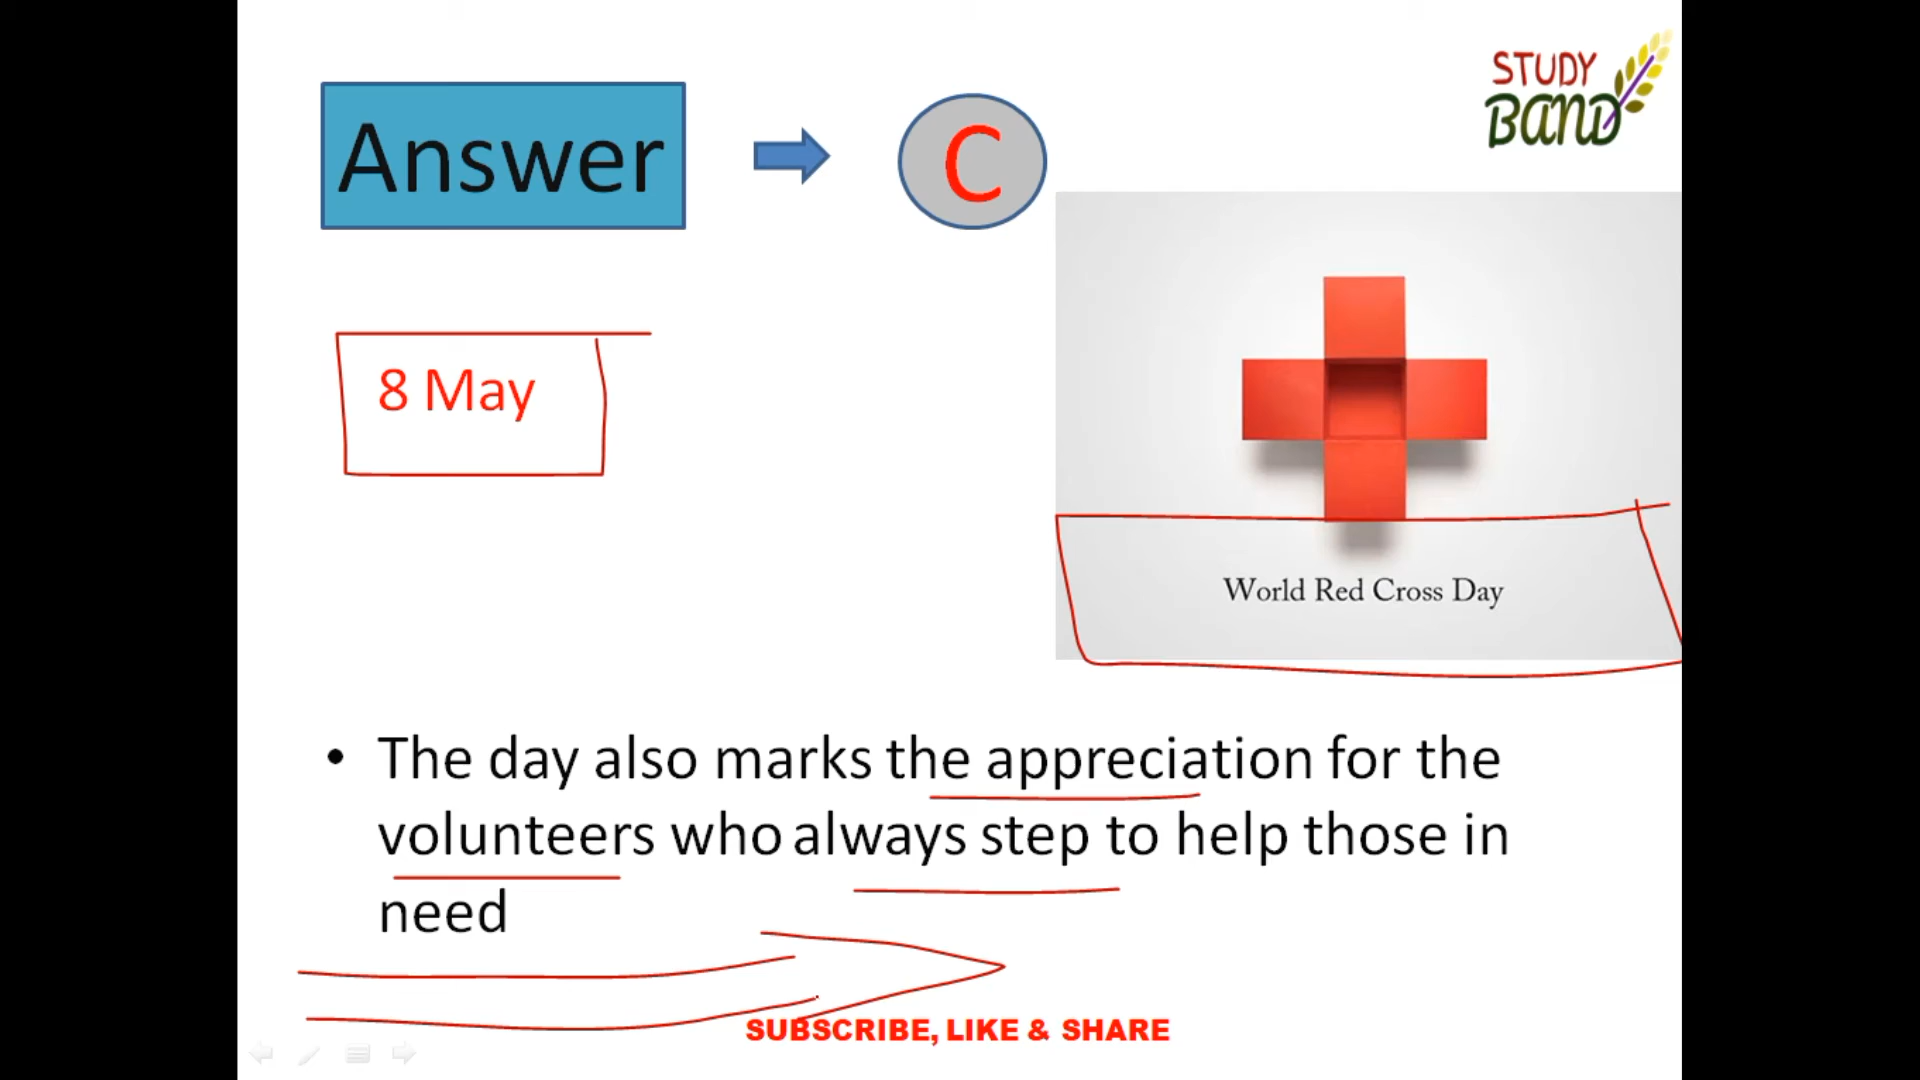 STUDY
BAND
Answer
C
8 May
World Red Cross Day
• The day also marks the appreciation for the
volunteers who always step to help those in
need
SUBSCRIBE, LIKE & SHARE